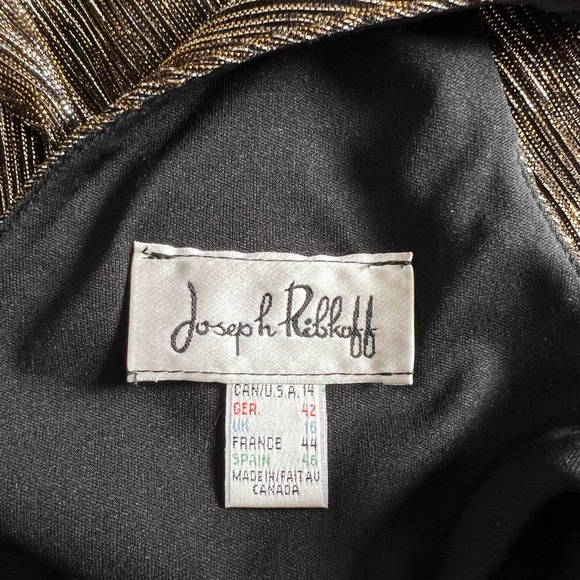 Joseph Ribkoff
CAN/U.S.A. 14
GER. 42
UK 16
FRANCE 44
SPAIN 46
MADE IN/FAIT AU
CANADA